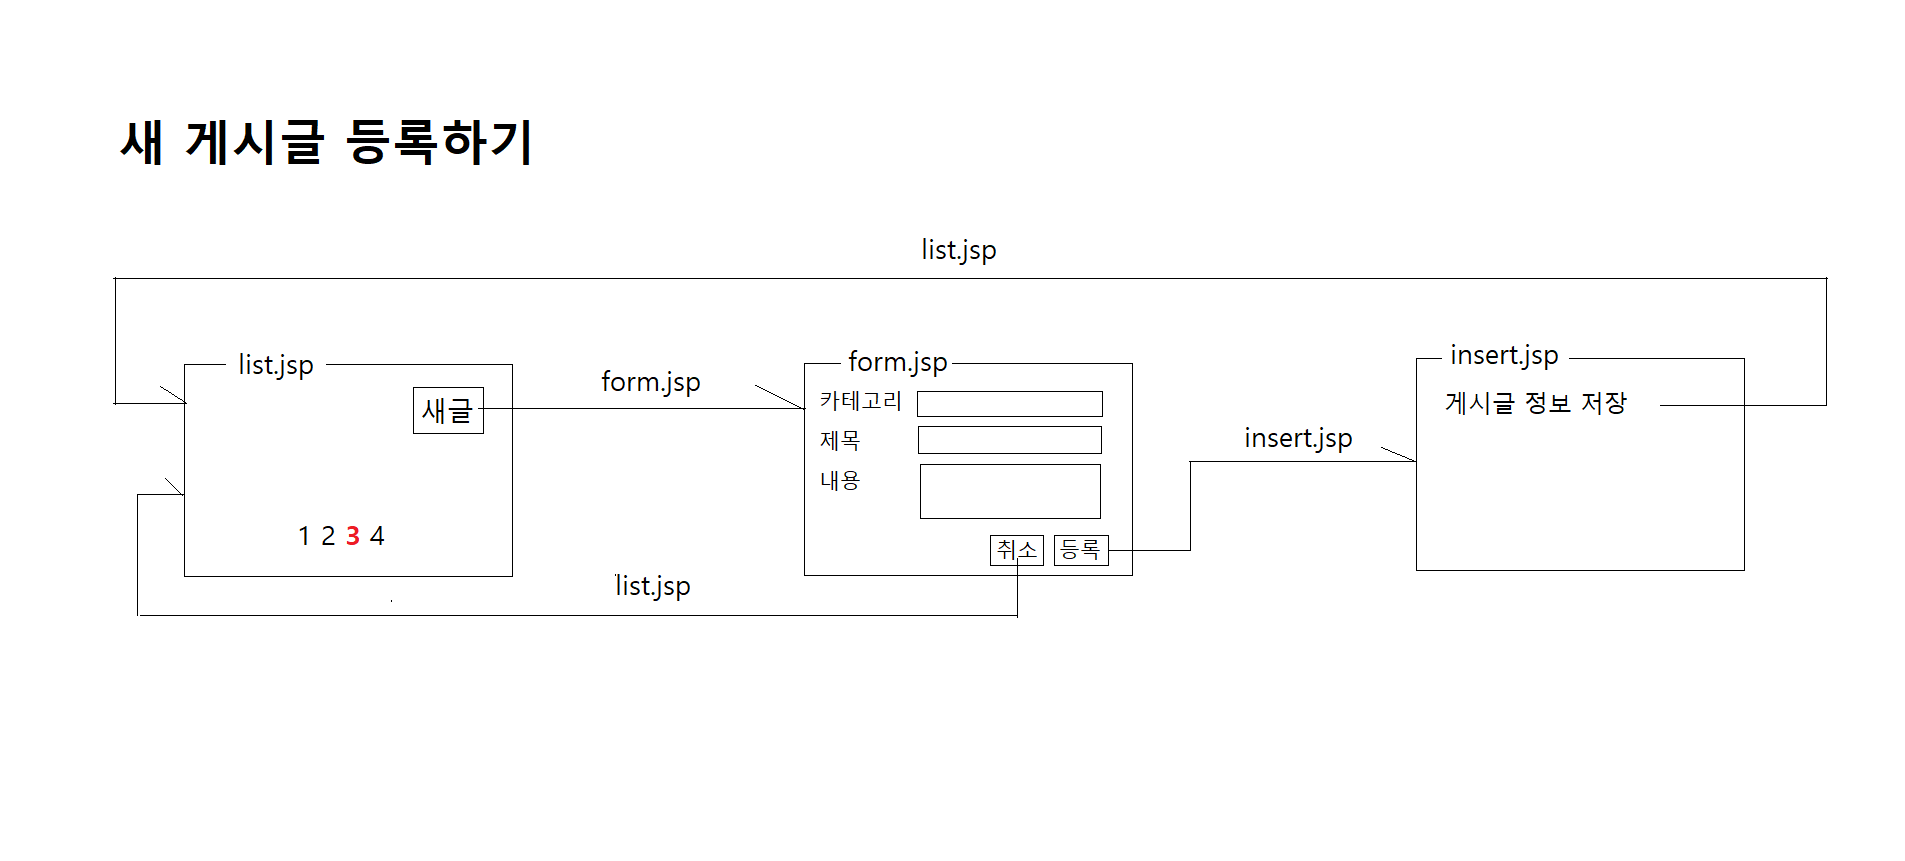 새 게시글 등록하기
list.jsp
list.jsp
새글
1 2 3 4
form.jsp
form.jsp
카테고리
제목
내용
취소 등록
list.jsp
insert.jsp
insert.jsp
게시글 정보 저장